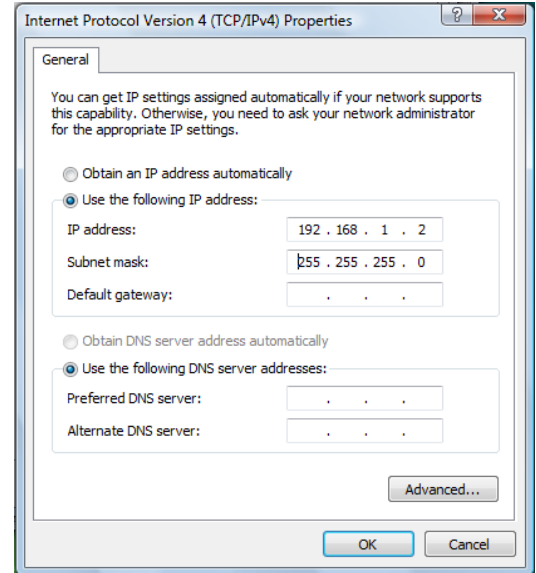 Internet Protocol Version 4 (TCP/IPv4) Properties
?
General
You can get IP settings assigned automatically if your network supports
this capability. Otherwise, you need to ask your network administrator
for the appropriate IP settings.
Obtain an IP address automatically
Use the following IP address:
IP address: 192 . 168 . 1 . 2
Subnet mask: 255 . 255 . 255 . 0
Default gateway: . . .
Obtain DNS server address automatically
Use the following DNS server addresses:
Preferred DNS server: . . .
Alternate DNS server: . . .
Advanced...
OK Cancel